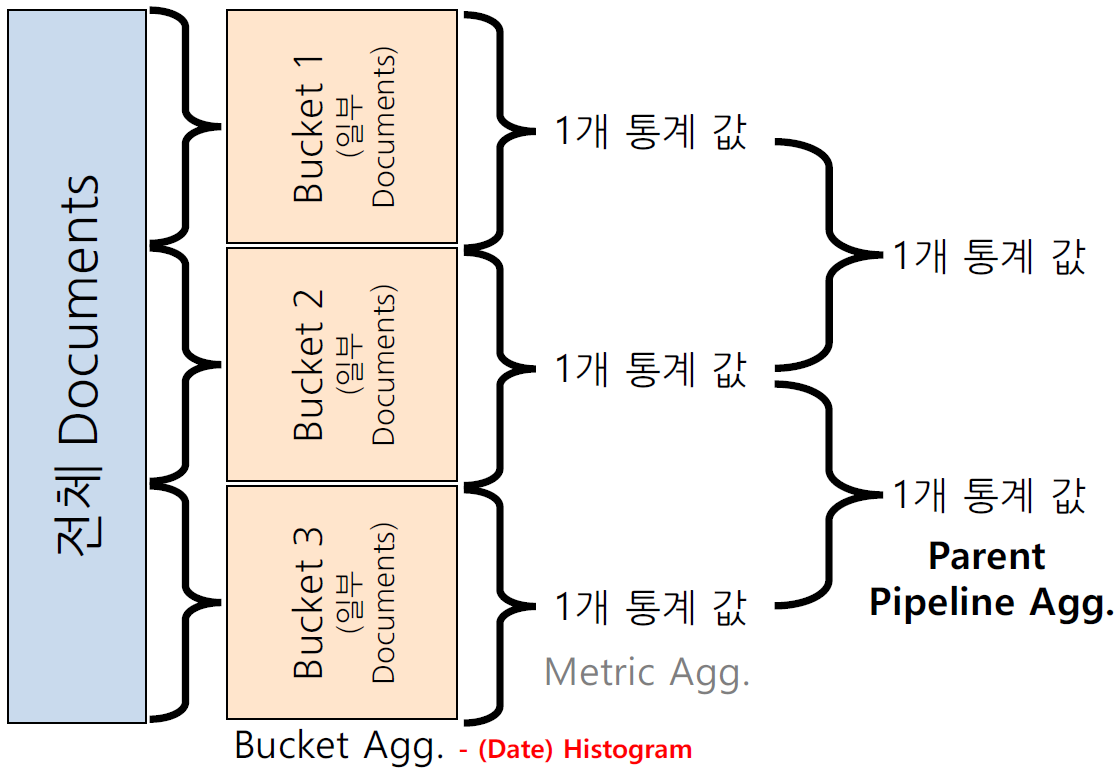 전체 Documents
Bucket 1
(일부
Documents)
Bucket 2
(일부
Documents)
Bucket 3
(일부
Documents)
Bucket Agg. - (Date) Histogram
1개 통계 값
1개 통계 값
1개 통계 값
Metric Agg.
1개 통계 값
1개 통계 값
Parent
Pipeline Agg.